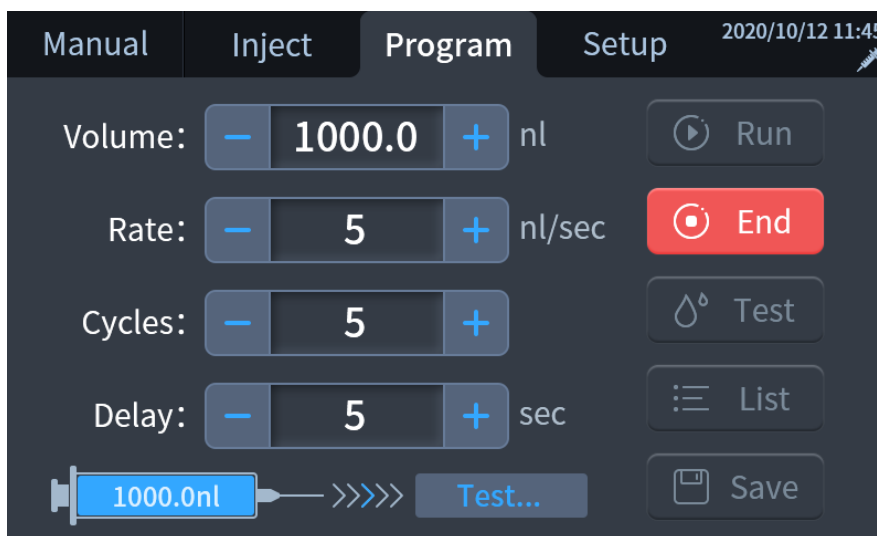 Manual Inject Program Setup 2020/10/12 11:45
Volume: − 1000.0 + nl
Run
Rate: − 5 + nl/sec
End
Cycles: − 5 +
Test
Delay: − 5 + sec
List
1000.0nl Test...
Save